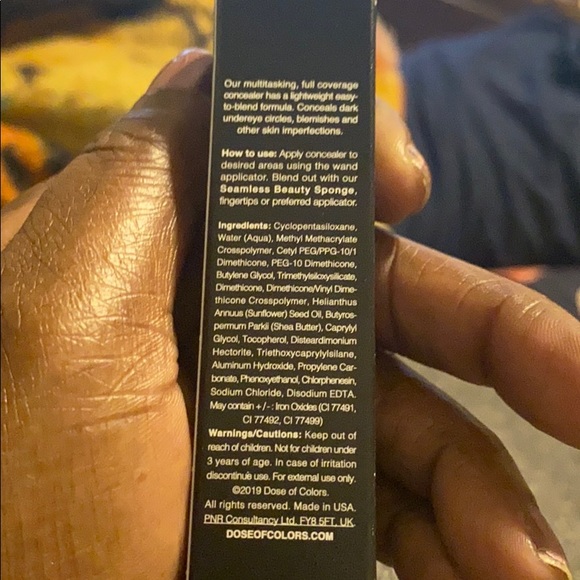 Our multitasking, full coverage
concealer has a lightweight easy-
to-blend formula. Conceals dark
undereye circles, blemishes and
other skin imperfections.
How to use: Apply concealer to
desired areas using the wand
applicator. Blend out with our
Seamless Beauty Sponge,
fingertips or preferred applicator.
Ingredients: Cyclopentasiloxane,
Water (Aqua), Methyl Methacrylate
Crosspolymer, Cetyl PEG/PPG-10/1
Dimethicone, PEG-10 Dimethicone,
Butylene Glycol, Trimethylsiloxysilicate,
Dimethicone, Dimethicone/Vinyl Dime-
thicone Crosspolymer, Helianthus
Annuus (Sunflower) Seed Oil, Butyros-
permum Parkii (Shea Butter), Caprylyl
Glycol, Tocopherol, Disteardimonium
Hectorite, Triethoxycaprylylsilane,
Aluminum Hydroxide, Propylene Car-
bonate, Phenoxyethanol, Chlorphenesin,
Sodium Chloride, Disodium EDTA.
May contain +/-: Iron Oxides (CI 77491,
CI 77492, CI 77499)
Warnings/Cautions: Keep out of
reach of children. Not for children under
3 years of age. In case of irritation
discontinue use. For external use only.
©2019 Dose of Colors.
All rights reserved. Made in USA.
PNR Consultancy Ltd, FY8 5FT, UK.
DOSEOFCOLORS.COM